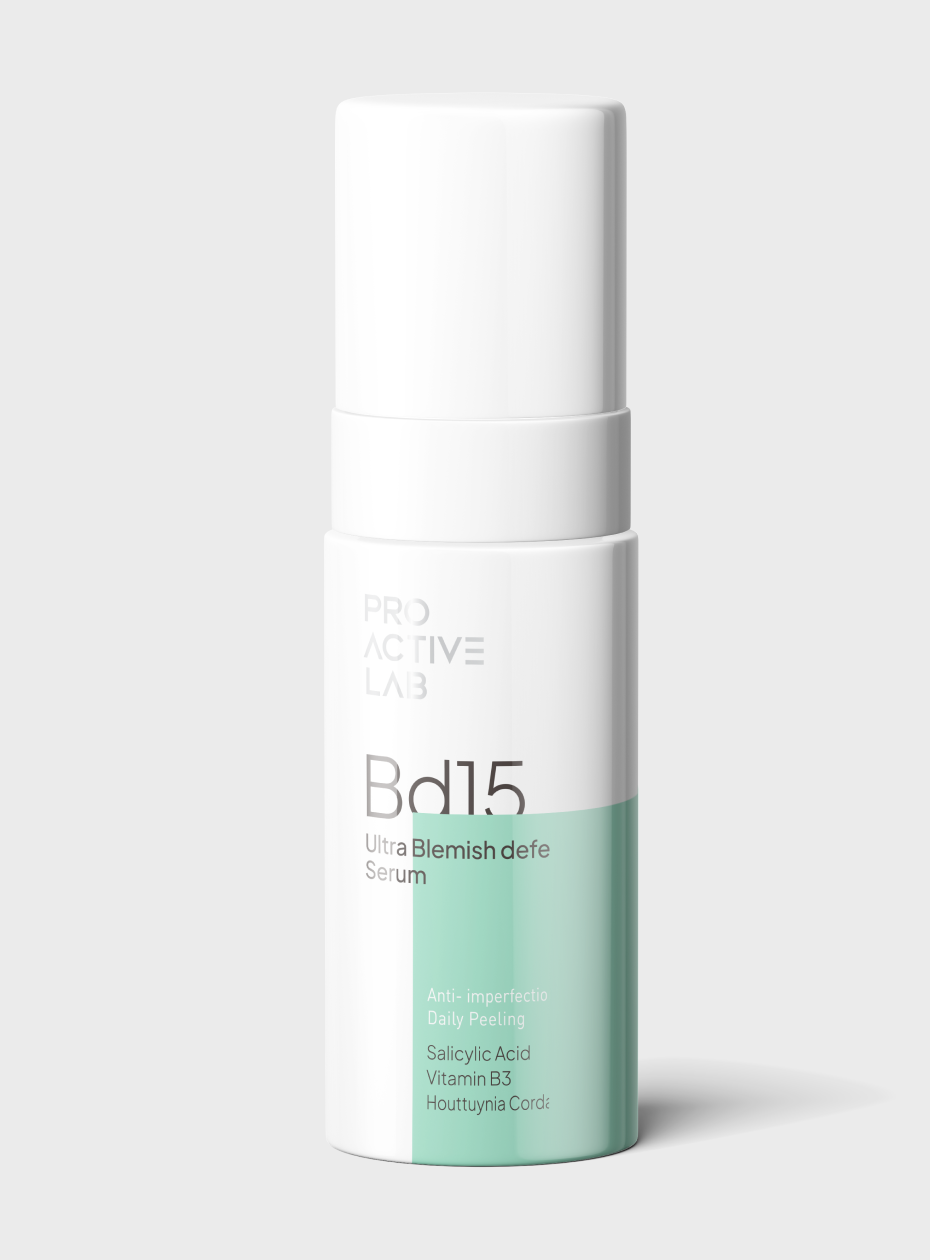 PRO
ACTIVE
LAB
Bd15
Ultra Blemish defe
Serum
Anti- imperfectio
Daily Peeling
Salicylic Acid
Vitamin B3
Houttuynia Corda